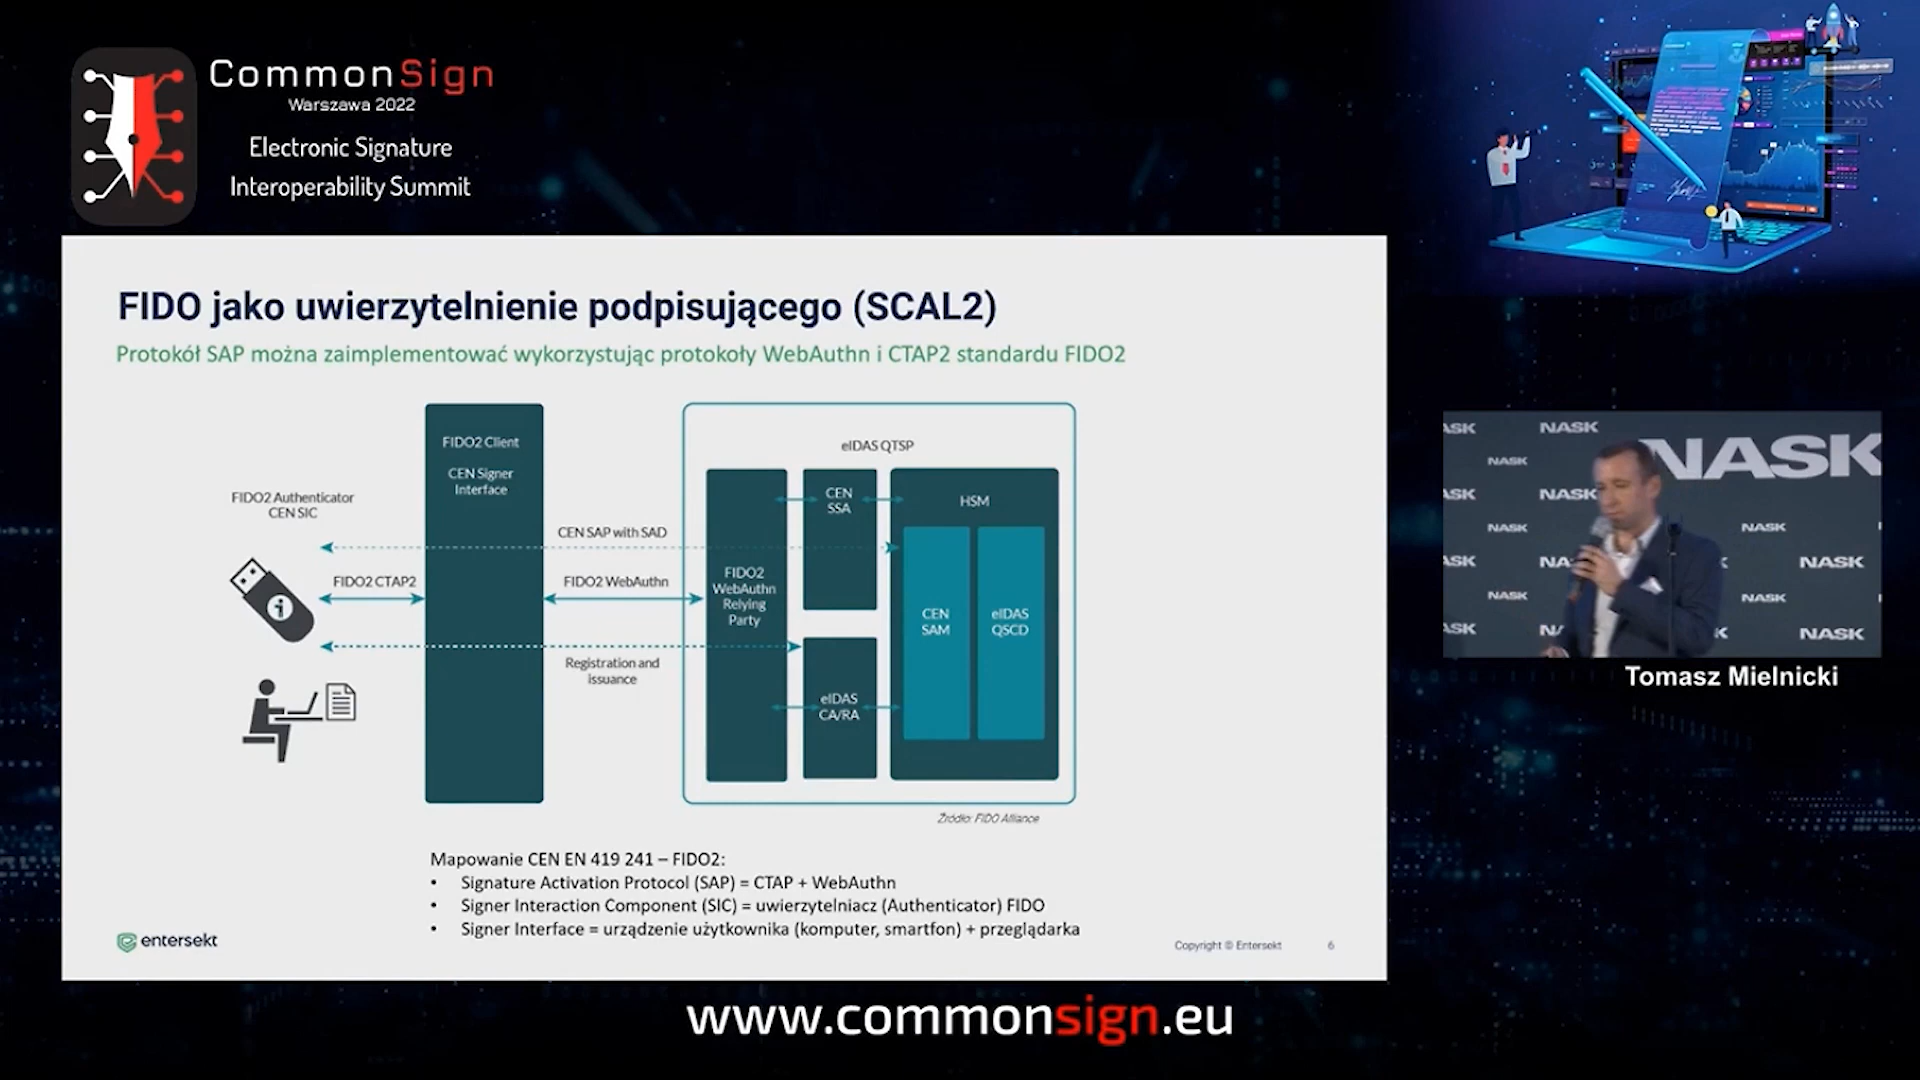 CommonSign
Warszawa 2022
Electronic Signature
Interoperability Summit
FIDO jako uwierzytelnienie podpisującego (SCAL2)
Protokół SAP można zaimplementować wykorzystując protokoły WebAuthn i CTAP2 standardu FIDO2
FIDO2 Authenticator
CEN SIC
FIDO2 CTAP2
FIDO2 Client
CEN Signer
Interface
CEN SAP with SAD
FIDO2 WebAuthn
Registration and
issuance
eIDAS QTSP
FIDO2
WebAuthn
Relying
Party
CEN
SSA
eIDAS
CA/RA
HSM
CEN
SAM
eIDAS
QSCD
Źródło: FIDO Alliance
Mapowanie CEN EN 419 241 – FIDO2:
• Signature Activation Protocol (SAP) = CTAP + WebAuthn
• Signer Interaction Component (SIC) = uwierzytelniacz (Authenticator) FIDO
• Signer Interface = urządzenie użytkownika (komputer, smartfon) + przeglądarka
entersekt
Copyright © Entersekt 6
NASK
NASK
NASK
NASK
NASK
NASK
NASK
NASK
NASK
NASK
NASK
Tomasz Mielnicki
www.commonsign.eu